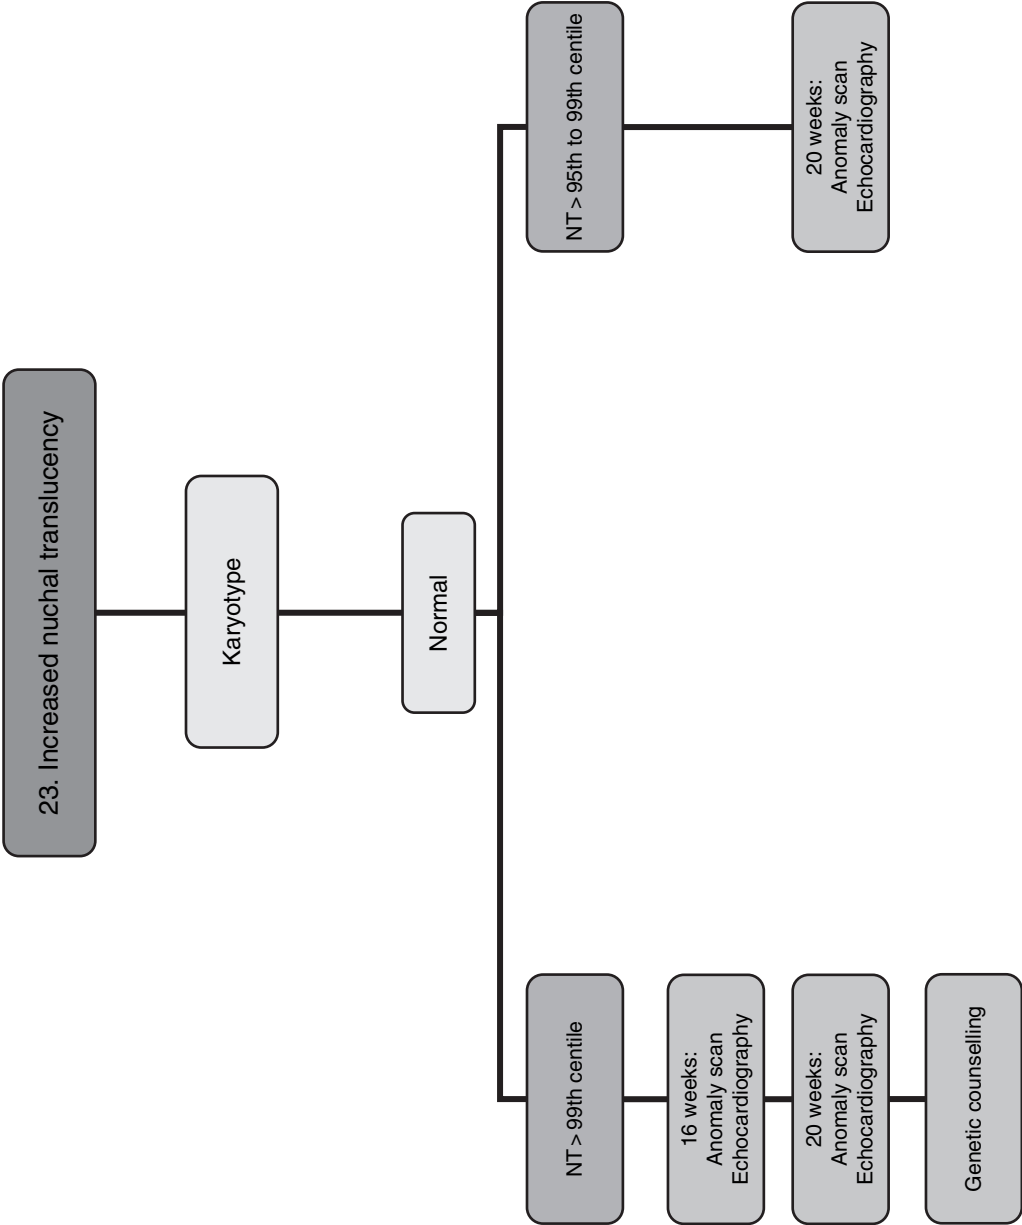 23. Increased nuchal translucency
Karyotype
Normal
NT > 99th centile
16 weeks:
Anomaly scan
Echocardiography
20 weeks:
Anomaly scan
Echocardiography
Genetic counselling
NT > 95th to 99th centile
20 weeks:
Anomaly scan
Echocardiography